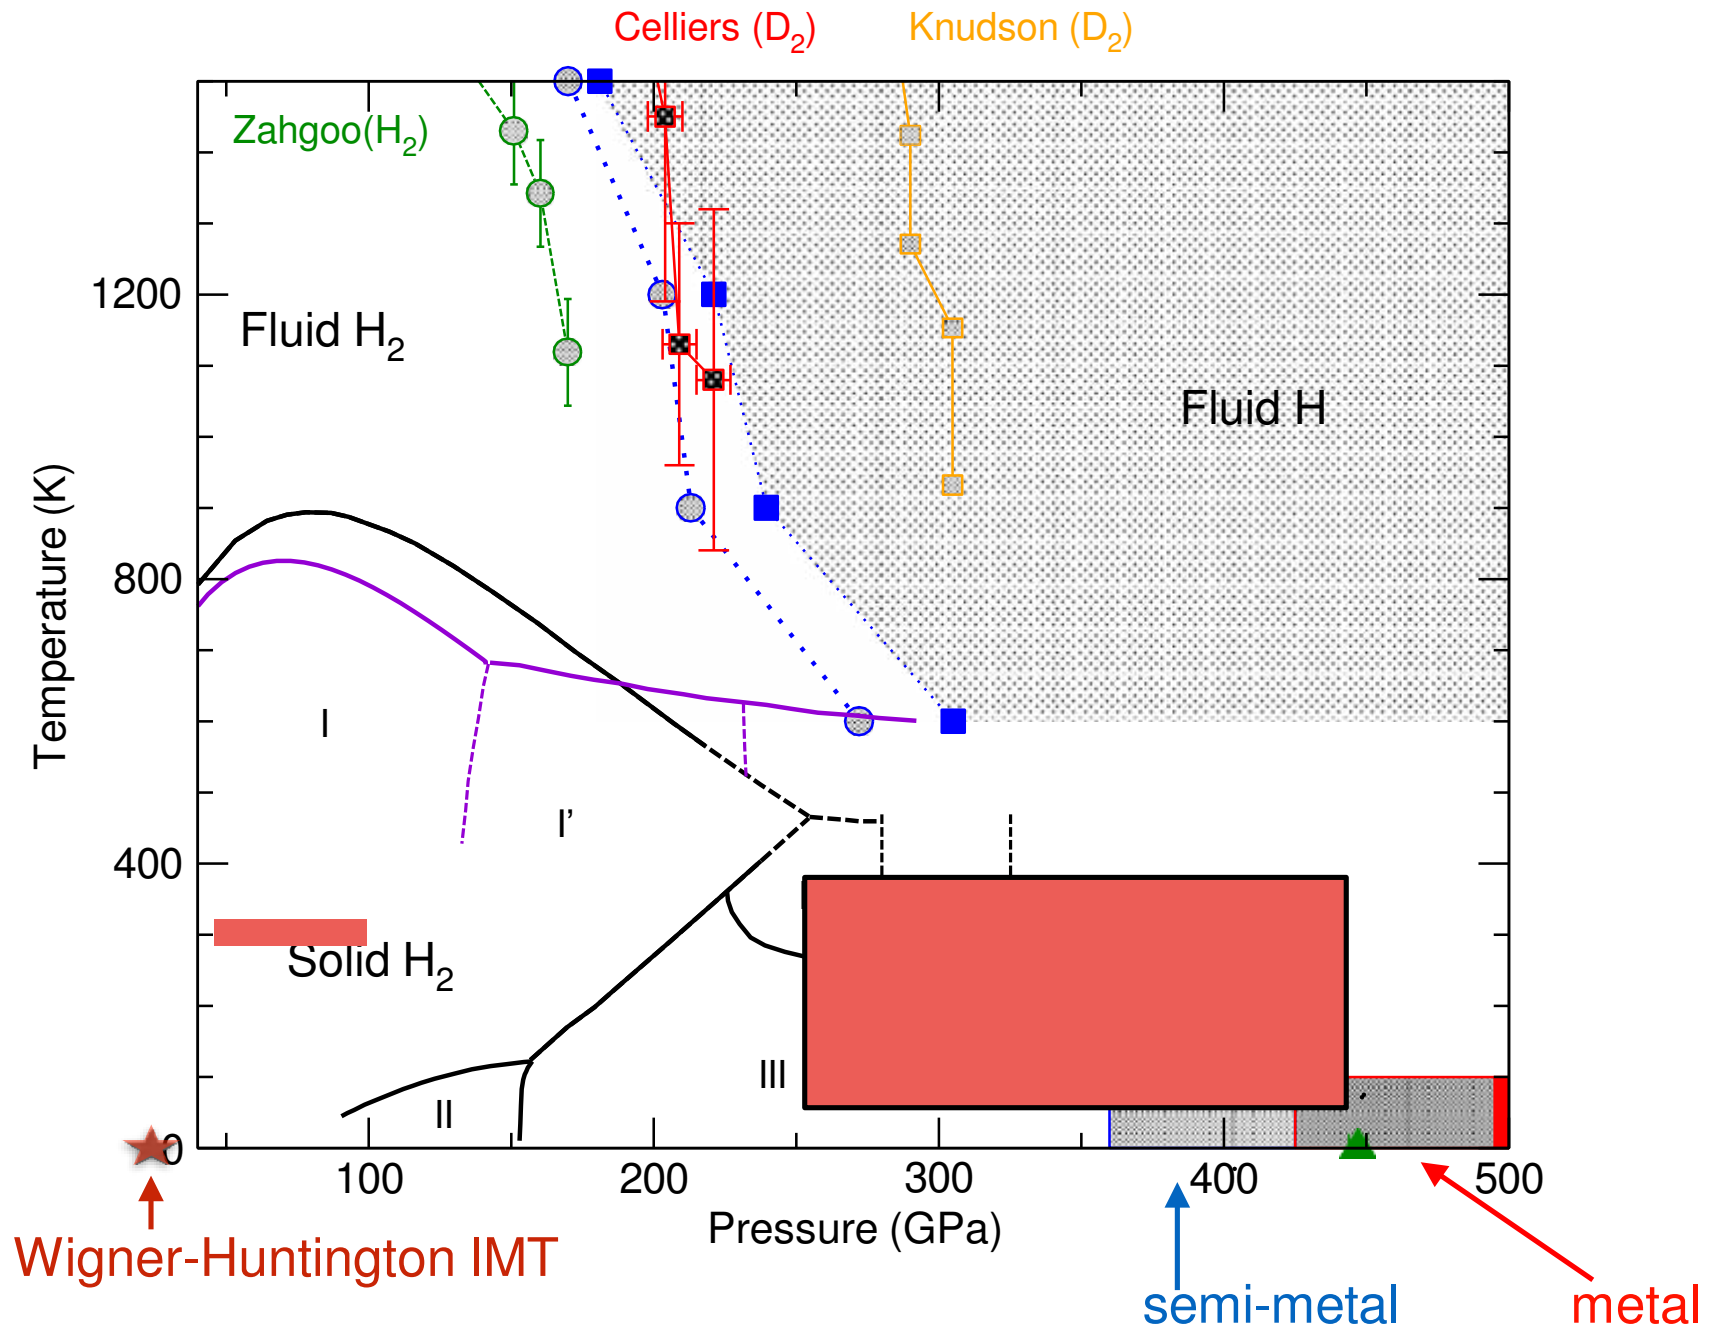 Celliers (D2)
Knudson (D2)
Zahgoo(H2)
1200
Fluid H2
Fluid H
Temperature (K)
800
I
I’
400
Solid H2
III
II
0
100
200
300
400
500
Pressure (GPa)
Wigner-Huntington IMT
semi-metal
metal